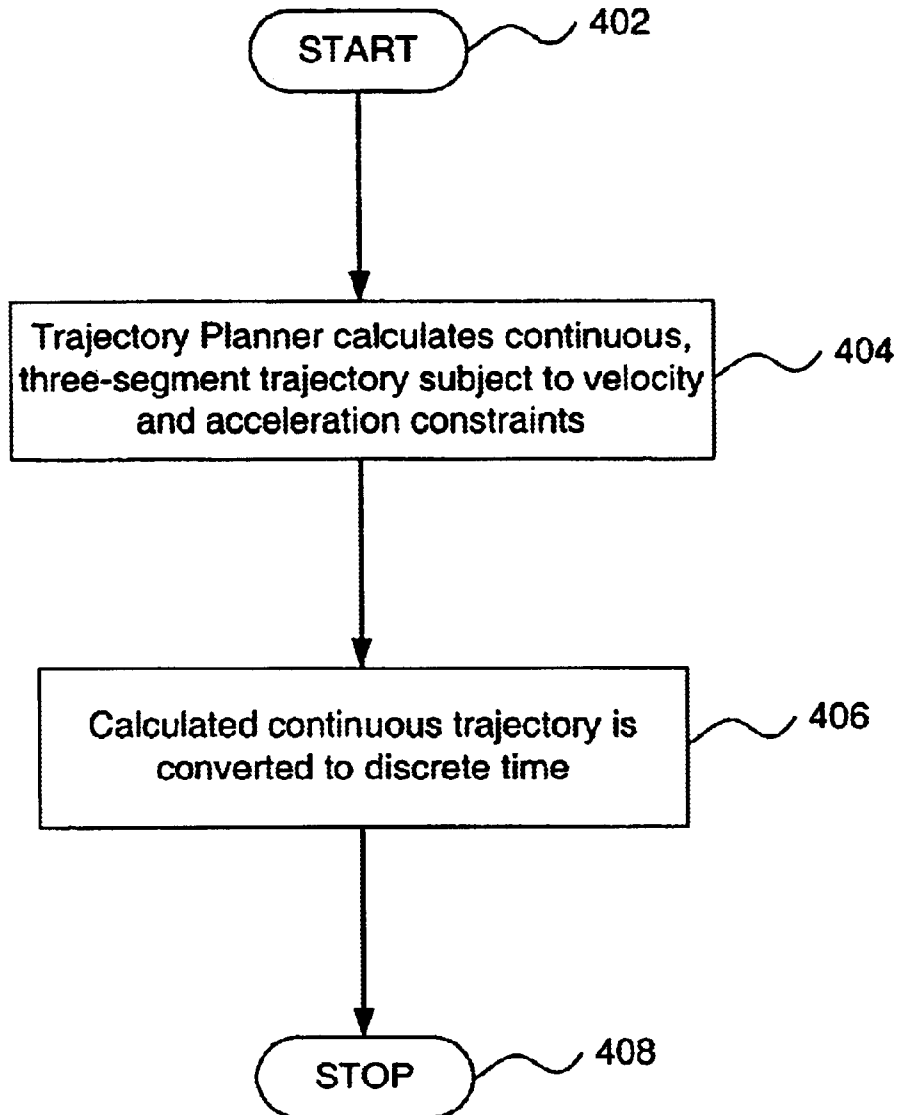 START
402
Trajectory Planner calculates continuous,
three-segment trajectory subject to velocity
and acceleration constraints
404
Calculated continuous trajectory is
converted to discrete time
406
STOP
408